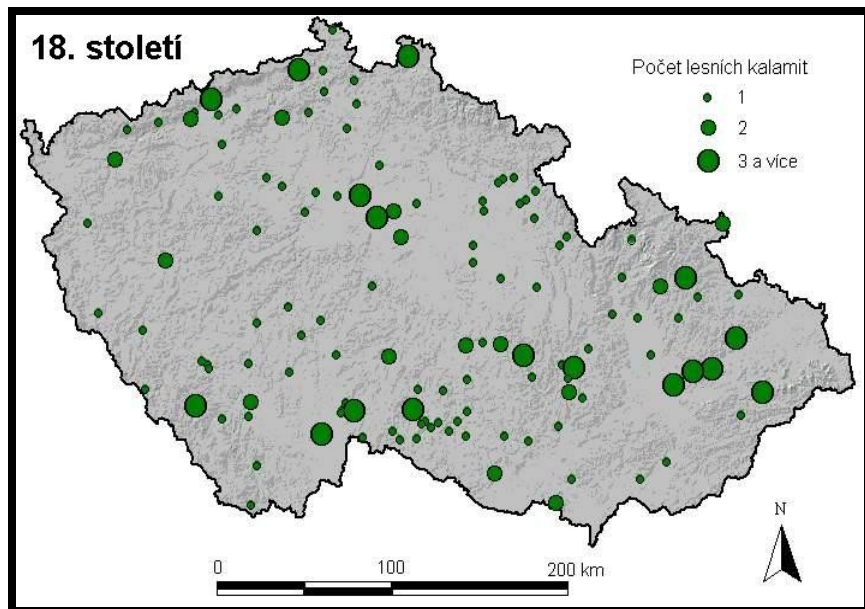 18. století
Počet lesních kalamit
1
2
3 a více
N
0 100 200 km